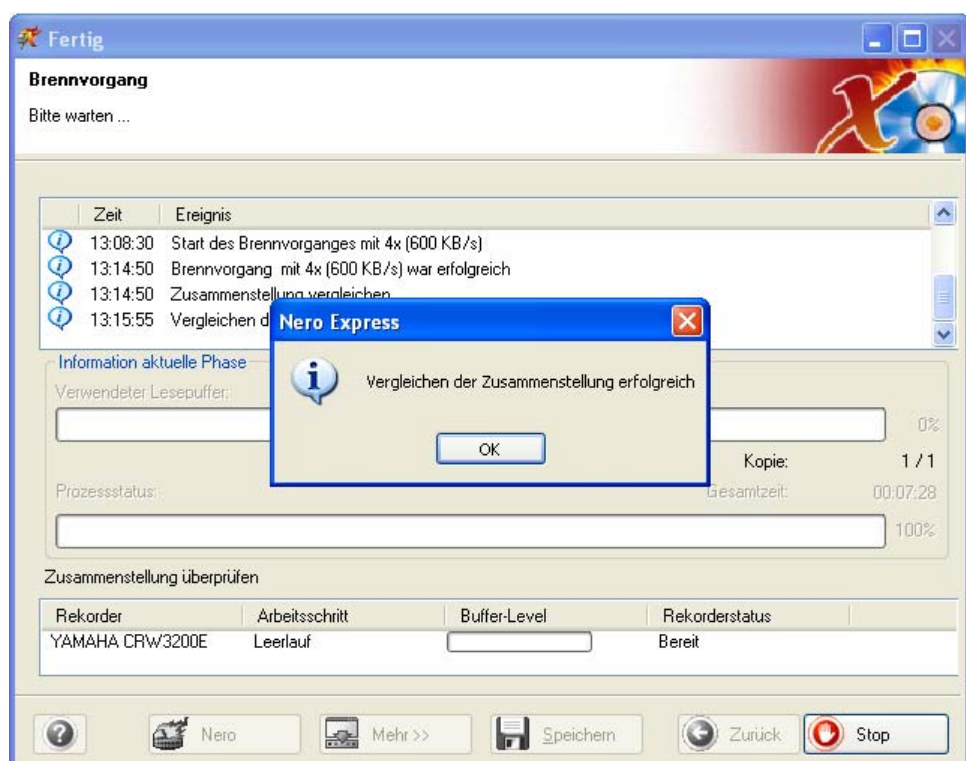 Fertig
Brennvorgang
Bitte warten ...
Zeit Ereignis
13:08:30 Start des Brennvorganges mit 4x (600 KB/s)
13:14:50 Brennvorgang mit 4x (600 KB/s) war erfolgreich
13:14:50 Zusammenstellung vergleichen
13:15:55 Vergleichen d
Nero Express
Vergleichen der Zusammenstellung erfolgreich
OK
Information aktuelle Phase
Verwendeter Lesepuffer:
0%
Kopie: 1 / 1
Prozessstatus: Gesamtzeit: 00:07:28
100%
Zusammenstellung überprüfen
Rekorder Arbeitsschritt Buffer-Level Rekorderstatus
YAMAHA CRW3200E Leerlauf Bereit
Nero Mehr >> Speichern Zurück Stop